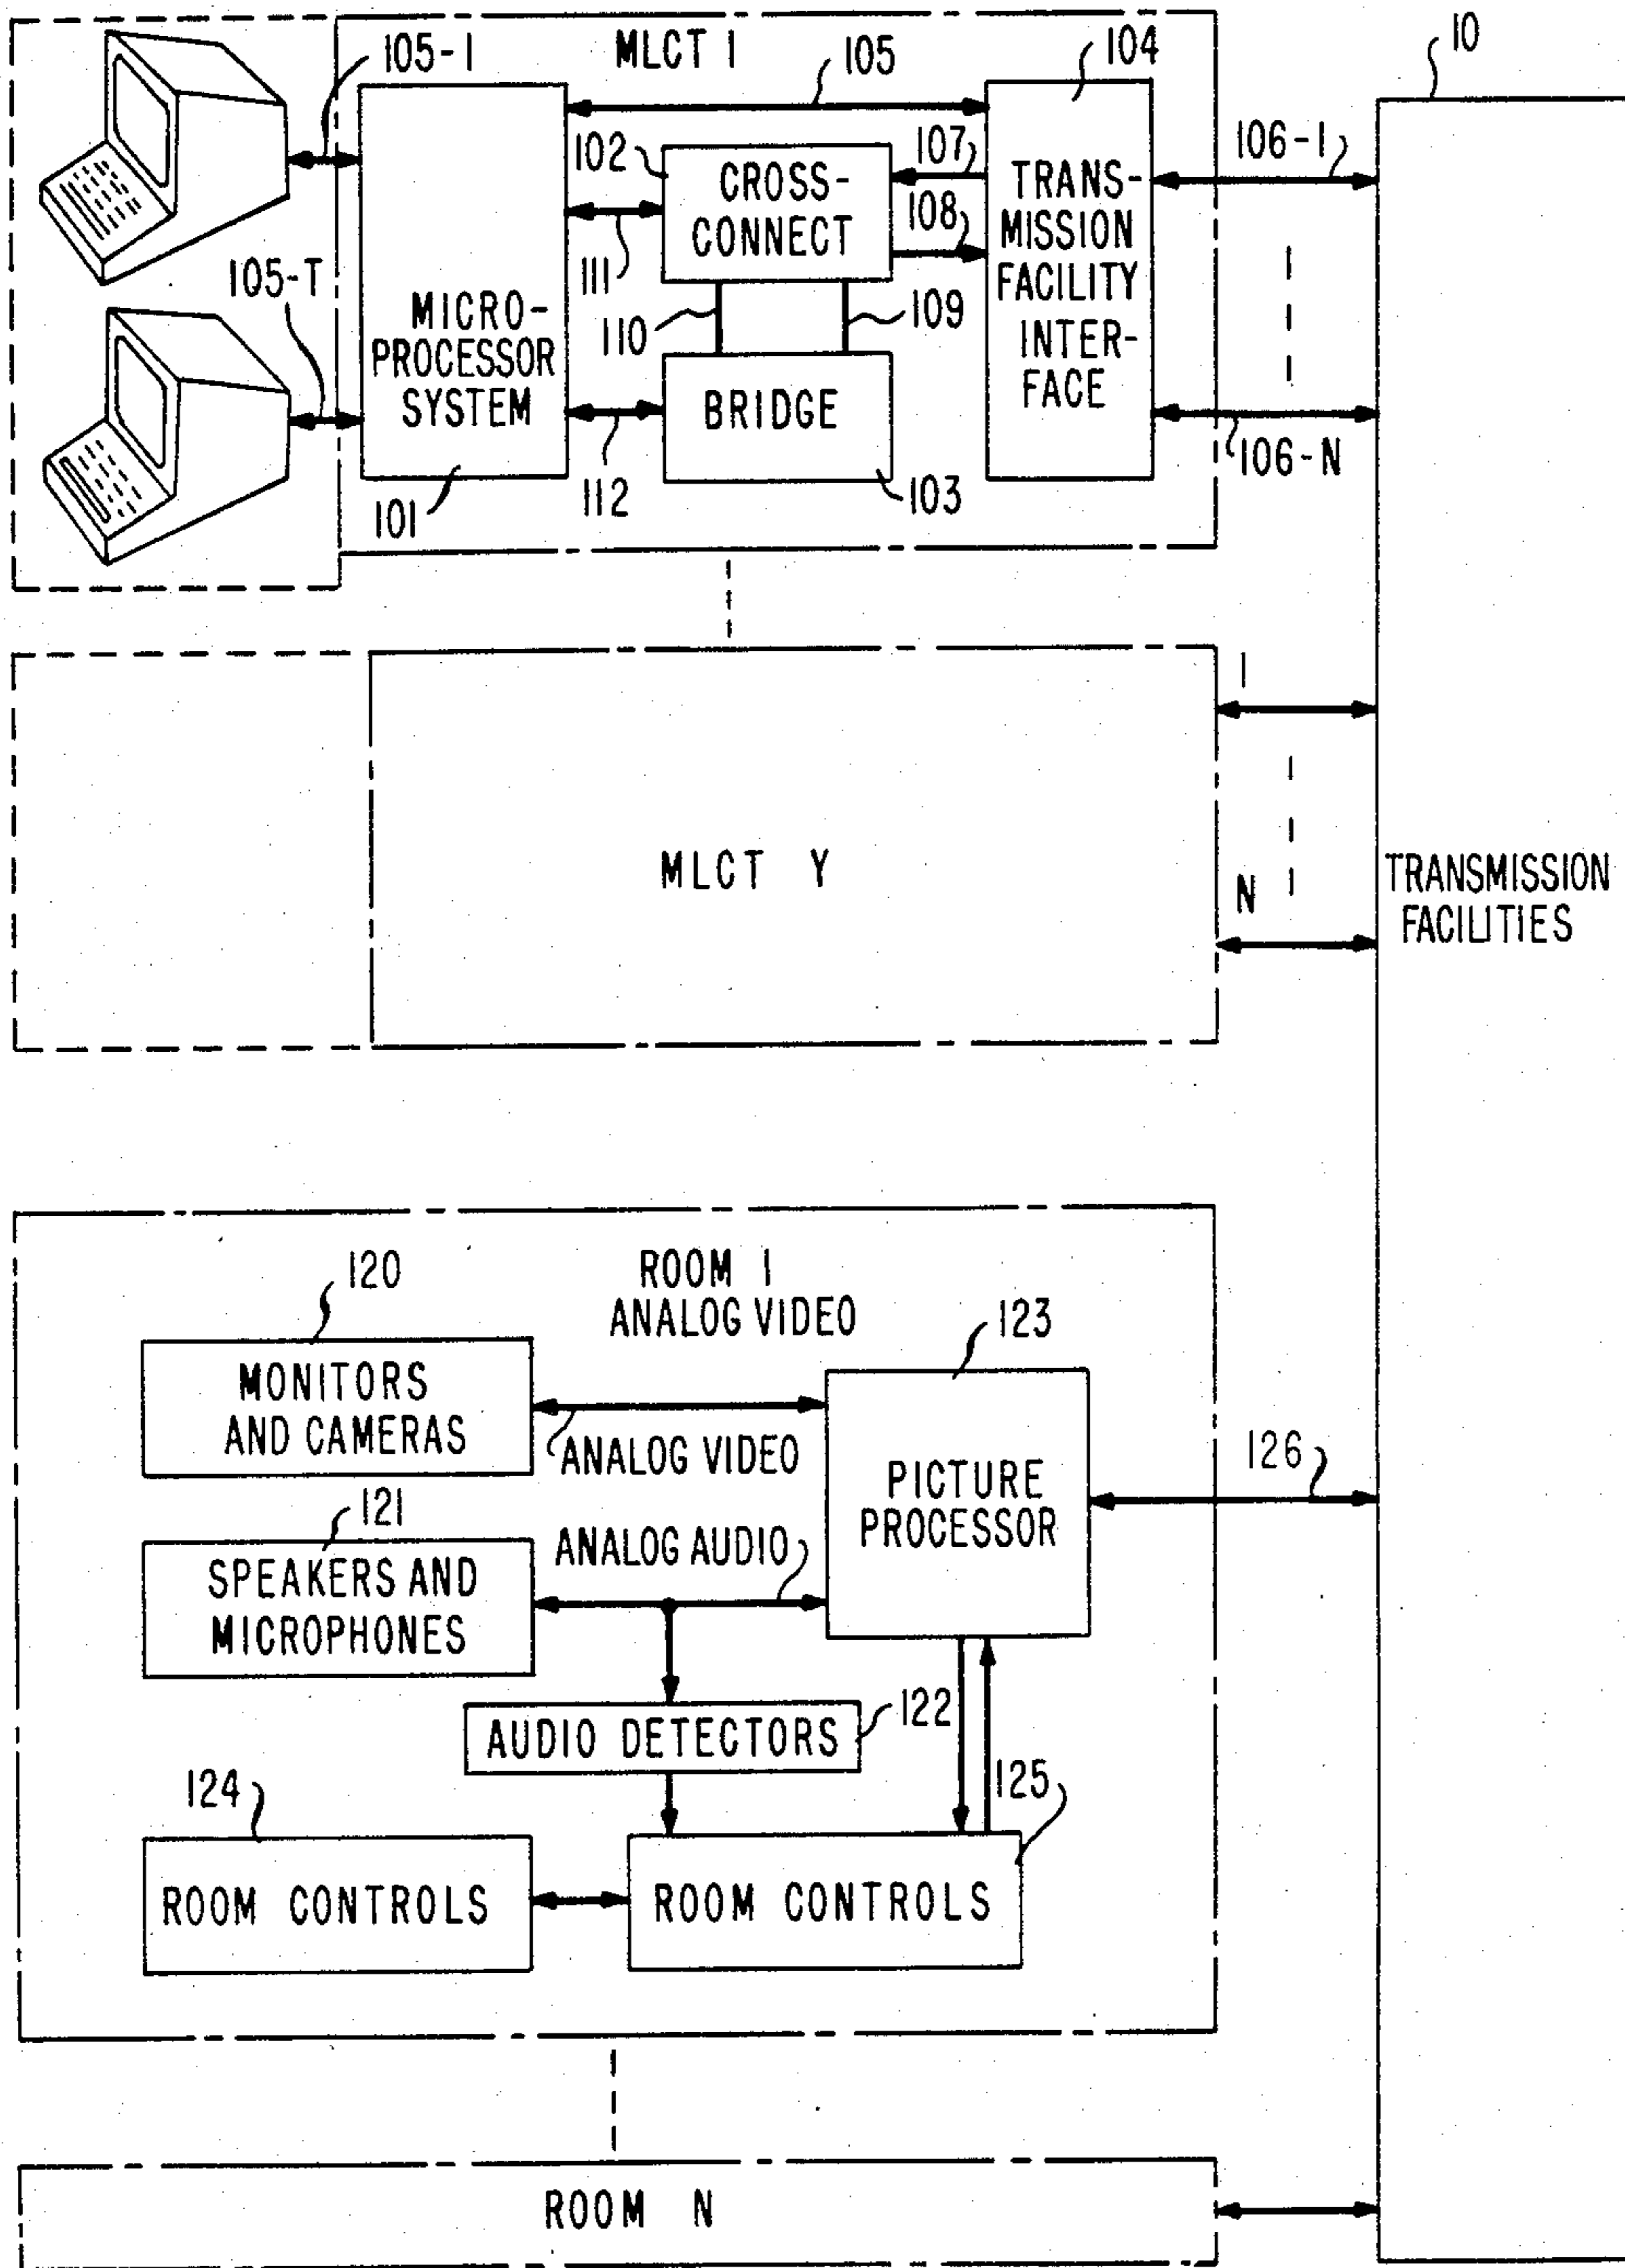 MLCT 1
105-1
105
104
10
102
107
106-1
CROSS-
CONNECT
TRANS-
MISSION
FACILITY
INTER-
FACE
108
111
105-T
110
109
MICRO-
PROCESSOR
SYSTEM
BRIDGE
101
112
103
106-N
1
MLCT Y
N
TRANSMISSION
FACILITIES
ROOM 1
ANALOG VIDEO
120
123
MONITORS
AND CAMERAS
ANALOG VIDEO
PICTURE
PROCESSOR
126
121
ANALOG AUDIO
SPEAKERS AND
MICROPHONES
AUDIO DETECTORS
122
125
124
ROOM CONTROLS
ROOM CONTROLS
ROOM N